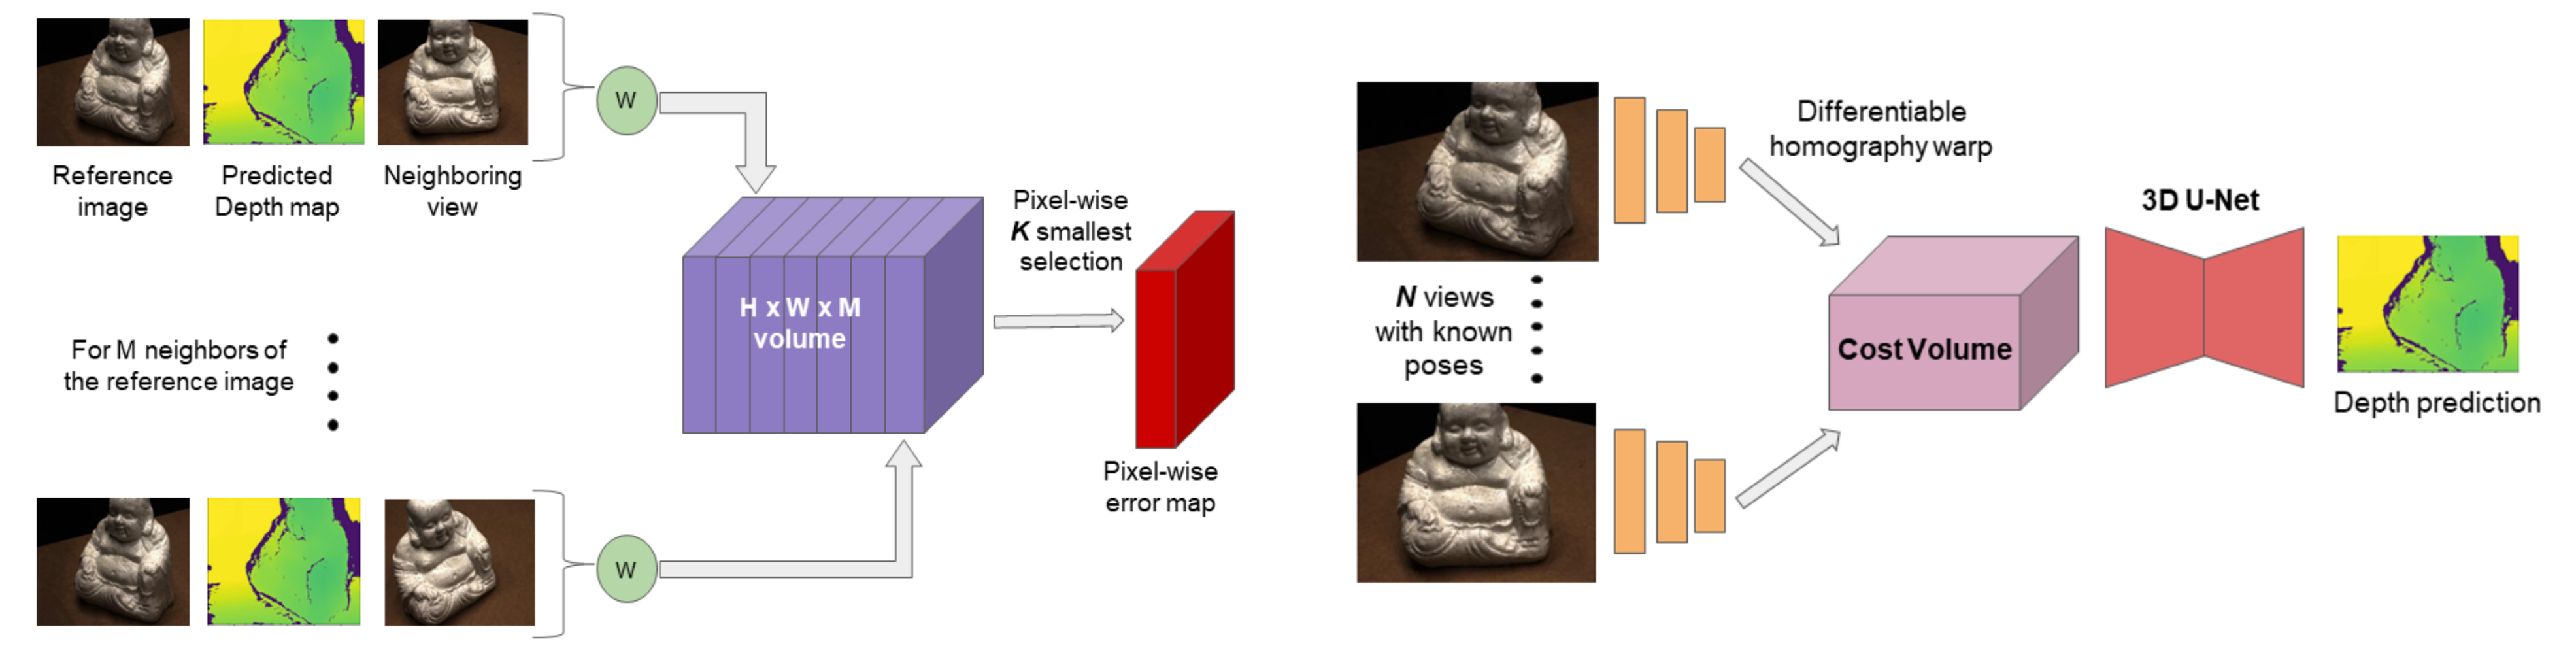 Reference
image
Predicted
Depth map
Neighboring
view
W
For M neighbors of
the reference image
W
H x W x M
volume
Pixel-wise
K smallest
selection
Pixel-wise
error map
N views
with known
poses
Differentiable
homography warp
Cost Volume
3D U-Net
Depth prediction